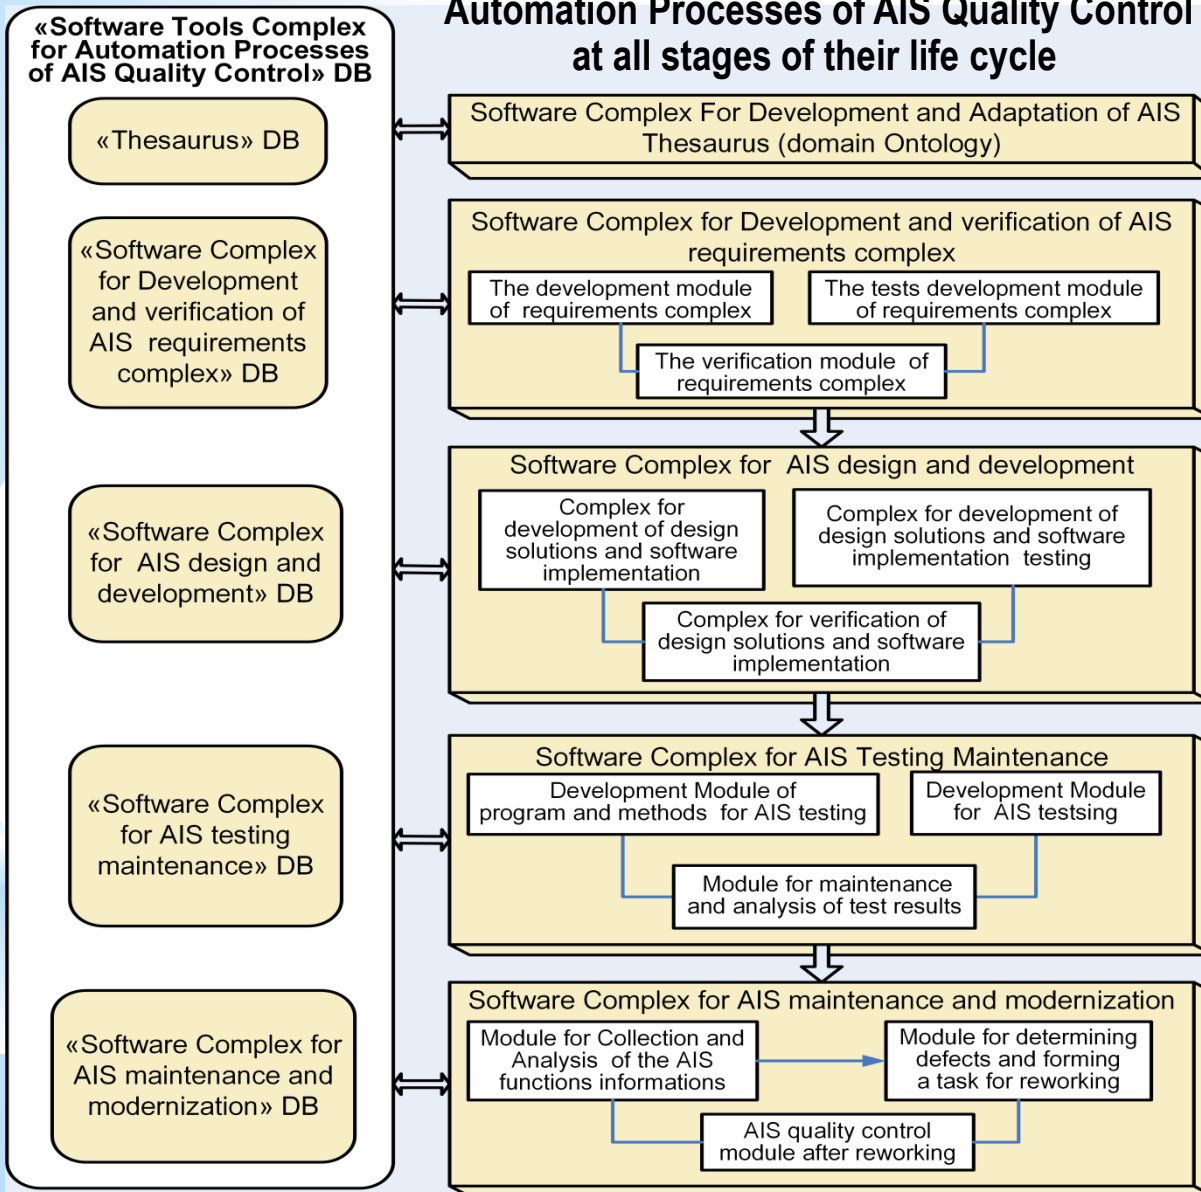 «Software Tools Complex
for Automation Processes
of AIS Quality Control» DB
«Thesaurus» DB
«Software Complex
for Development
and verification of
AIS requirements
complex» DB
«Software Complex
for AIS design and
development» DB
«Software Complex
for AIS testing
maintenance» DB
«Software Complex for
AIS maintenance and
modernization» DB
Automation Processes of AIS Quality Control
at all stages of their life cycle
Software Complex For Development and Adaptation of AIS
Thesaurus (domain Ontology)
Software Complex for Development and verification of AIS
requirements complex
The development module
of requirements complex
The tests development module
of requirements complex
The verification module of
requirements complex
Software Complex for AIS design and development
Complex for
development of design
solutions and software
implementation
Complex for development of
design solutions and software
implementation testing
Complex for verification of
design solutions and software
implementation
Software Complex for AIS Testing Maintenance
Development Module of
program and methods for AIS testing
Development Module
for AIS testsing
Module for maintenance
and analysis of test results
Software Complex for AIS maintenance and modernization
Module for Collection and
Analysis of the AIS
functions informations
Module for determining
defects and forming
a task for reworking
AIS quality control
module after reworking